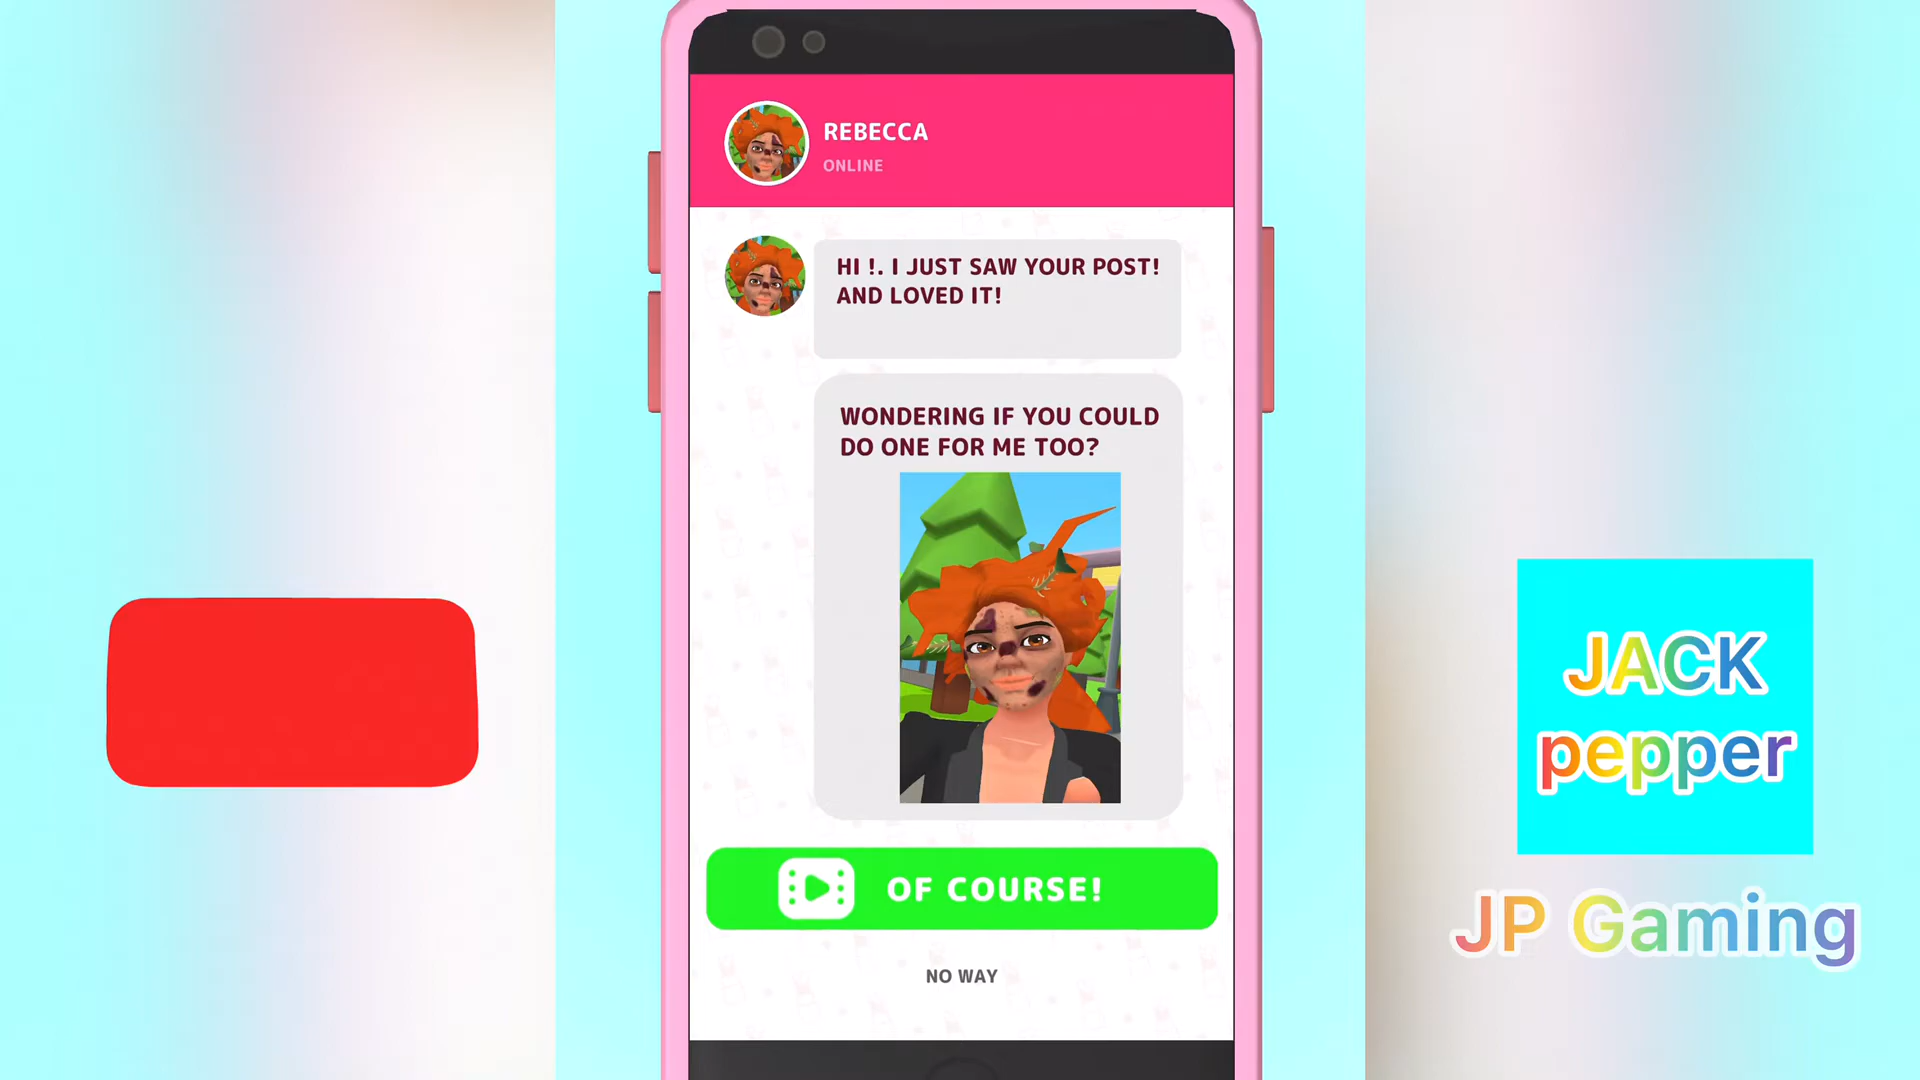 REBECCA
ONLINE
HI !. I JUST SAW YOUR POST!
AND LOVED IT!
WONDERING IF YOU COULD
DO ONE FOR ME TOO?
OF COURSE!
NO WAY
JACK
pepper
JP Gaming